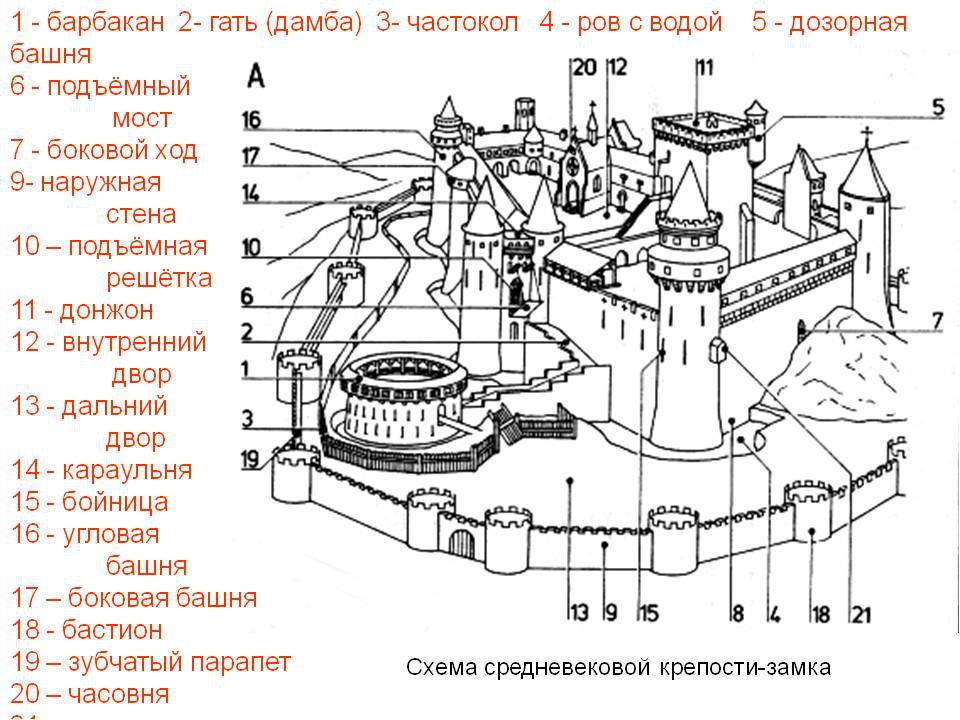 1 - барбакан 2- гать (дамба) 3- частокол 4 - ров с водой 5 - дозорная
башня
6 - подъёмный
мост
7 - боковой ход
9- наружная
стена
10 – подъёмная
решётка
11 - донжон
12 - внутренний
двор
13 - дальний
двор
14 - караульня
15 - бойница
16 - угловая
башня
17 – боковая башня
18 - бастион
19 – зубчатый парапет
20 – часовня
А
20 12 11
5
16
17
14
10
6
7
2
1
3
19
13 9 15 8 4 18 21
Схема средневековой крепости-замка